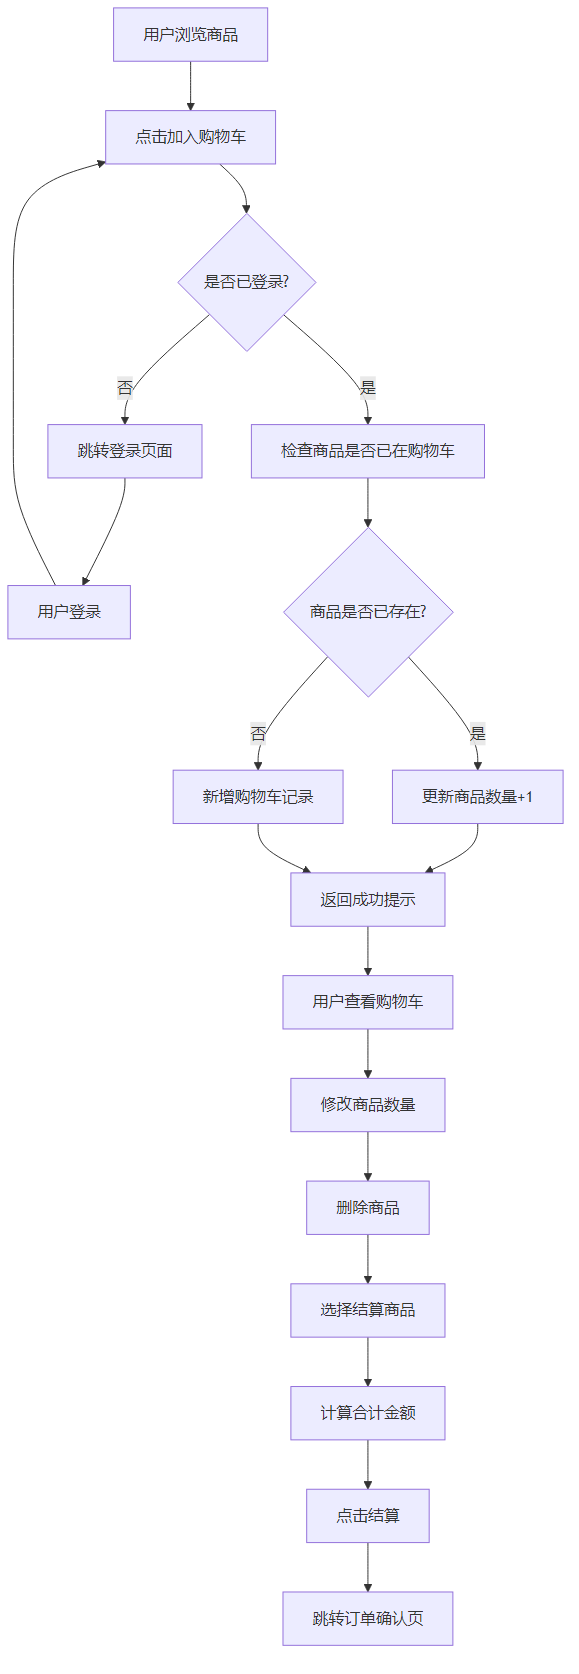 用户浏览商品
点击加入购物车
是否已登录?
否
是
跳转登录页面
检查商品是否已在购物车
用户登录
商品是否已存在?
否
是
新增购物车记录
更新商品数量+1
返回成功提示
用户查看购物车
修改商品数量
删除商品
选择结算商品
计算合计金额
点击结算
跳转订单确认页